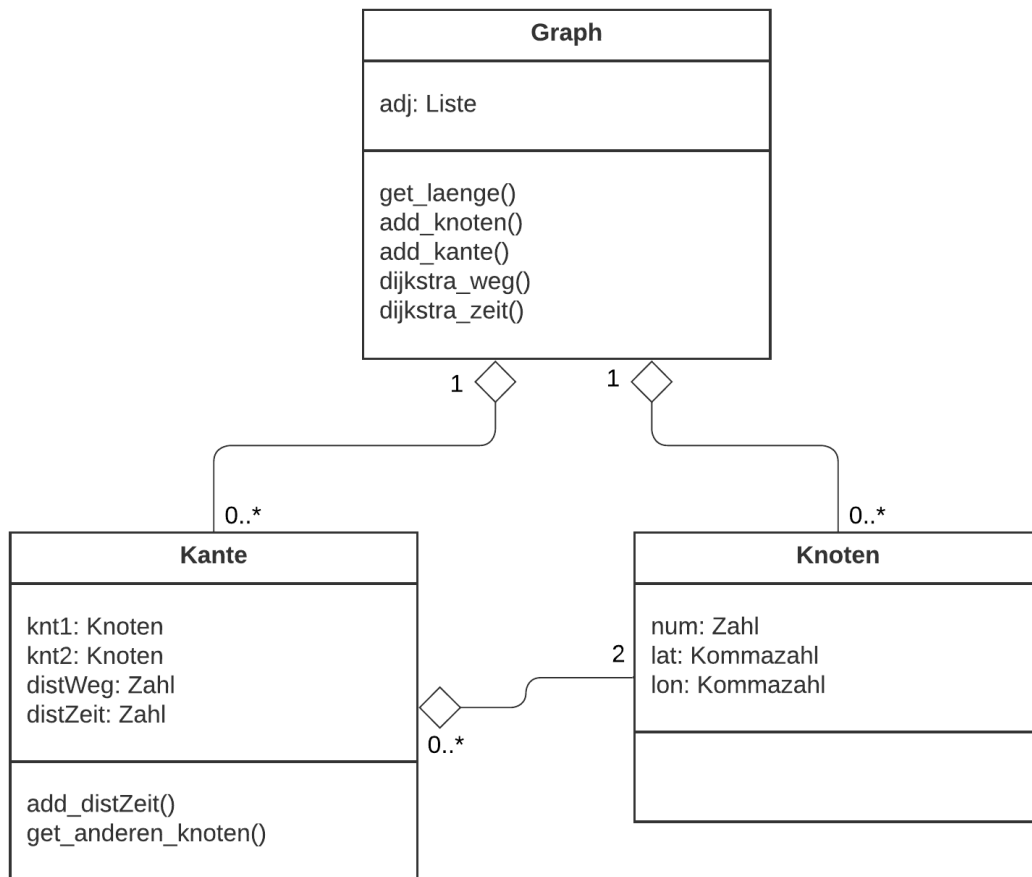 Graph
adj: Liste
get_laenge()
add_knoten()
add_kante()
dijkstra_weg()
dijkstra_zeit()
1
1
0..*
0..*
Kante
knt1: Knoten
knt2: Knoten
distWeg: Zahl
distZeit: Zahl
add_distZeit()
get_anderen_knoten()
Knoten
num: Zahl
lat: Kommazahl
lon: Kommazahl
2
0..*